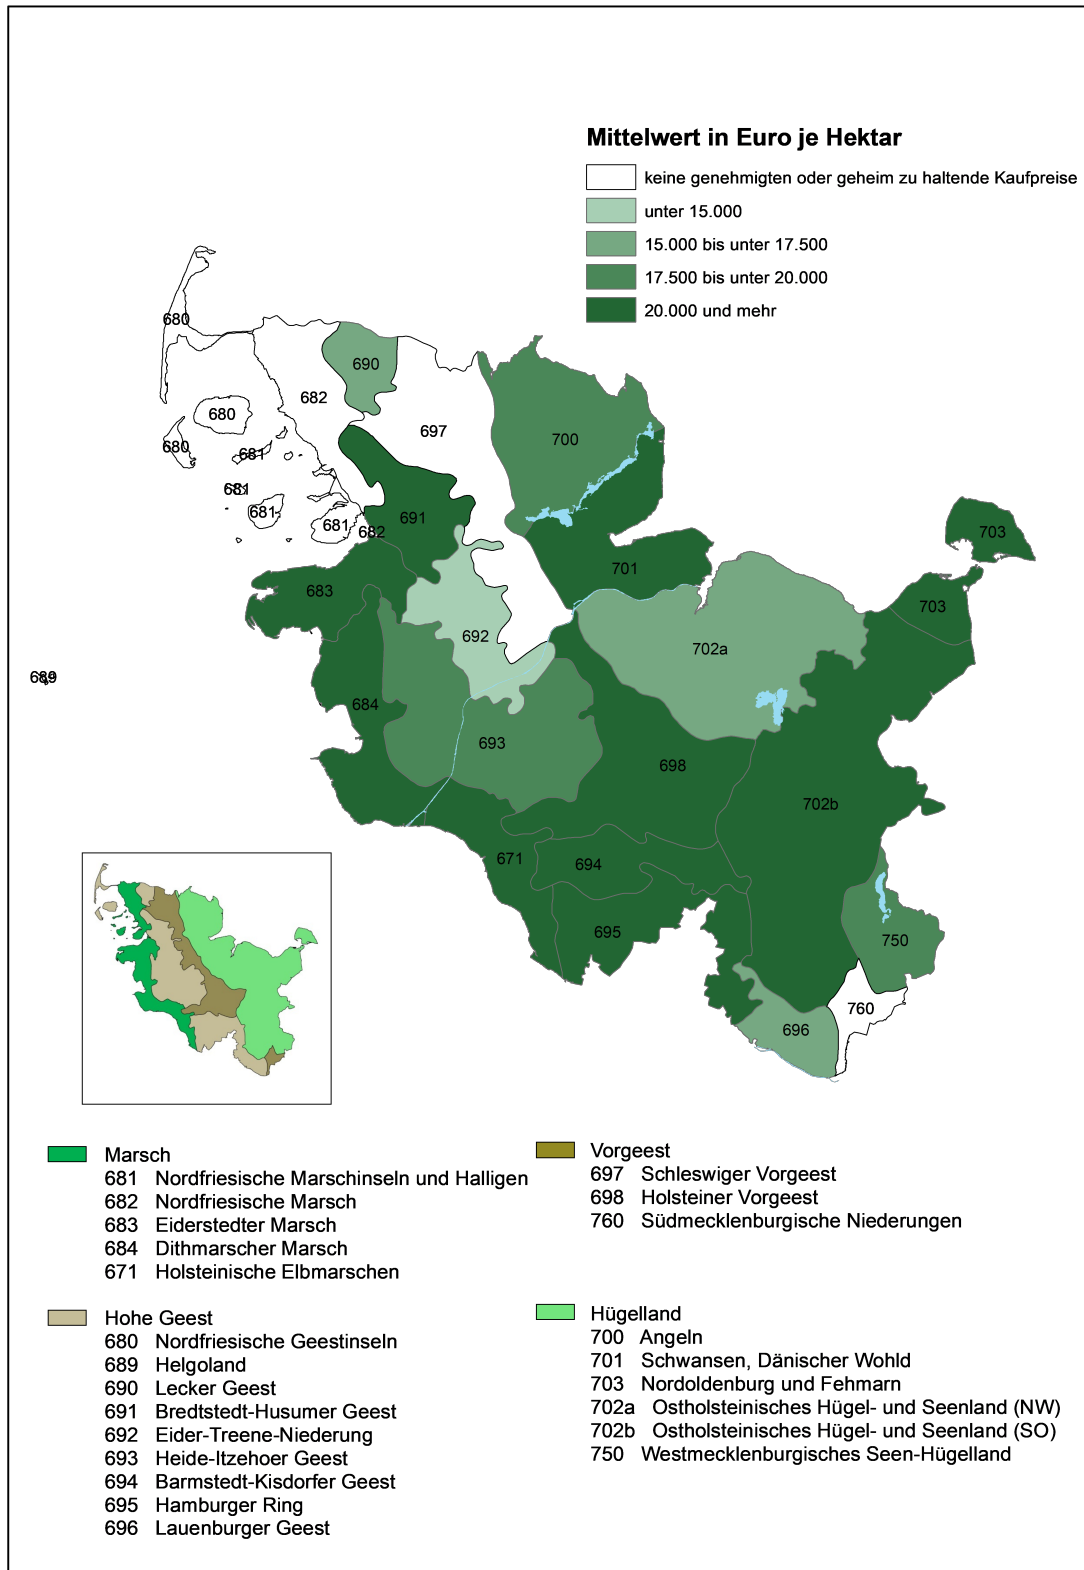 Mittelwert in Euro je Hektar
keine genehmigten oder geheim zu haltende Kaufpreise
unter 15.000
15.000 bis unter 17.500
17.500 bis unter 20.000
20.000 und mehr
680
690
682
680
697
700
680
681
681
681
681
682
691
703
701
683
703
692
702a
689
684
693
698
702b
671
694
695
750
760
696
Marsch
681 Nordfriesische Marschinseln und Halligen
682 Nordfriesische Marsch
683 Eiderstedter Marsch
684 Dithmarscher Marsch
671 Holsteinische Elbmarschen
Hohe Geest
680 Nordfriesische Geestinseln
689 Helgoland
690 Lecker Geest
691 Bredtstedt-Husumer Geest
692 Eider-Treene-Niederung
693 Heide-Itzehoer Geest
694 Barmstedt-Kisdorfer Geest
695 Hamburger Ring
696 Lauenburger Geest
Vorgeest
697 Schleswiger Vorgeest
698 Holsteiner Vorgeest
760 Südmecklenburgische Niederungen
Hügelland
700 Angeln
701 Schwansen, Dänischer Wohld
703 Nordoldenburg und Fehmarn
702a Ostholsteinisches Hügel- und Seenland (NW)
702b Ostholsteinisches Hügel- und Seenland (SO)
750 Westmecklenburgisches Seen-Hügelland